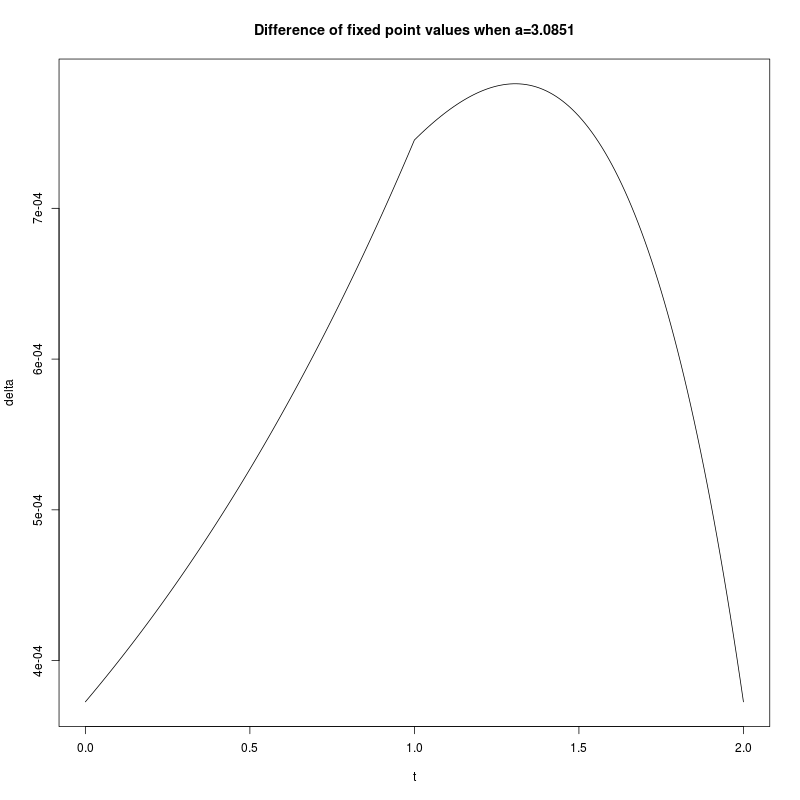 Difference of fixed point values when a=3.0851
7e-04
6e-04
5e-04
4e-04
delta
0.0 0.5 1.0 1.5 2.0
t